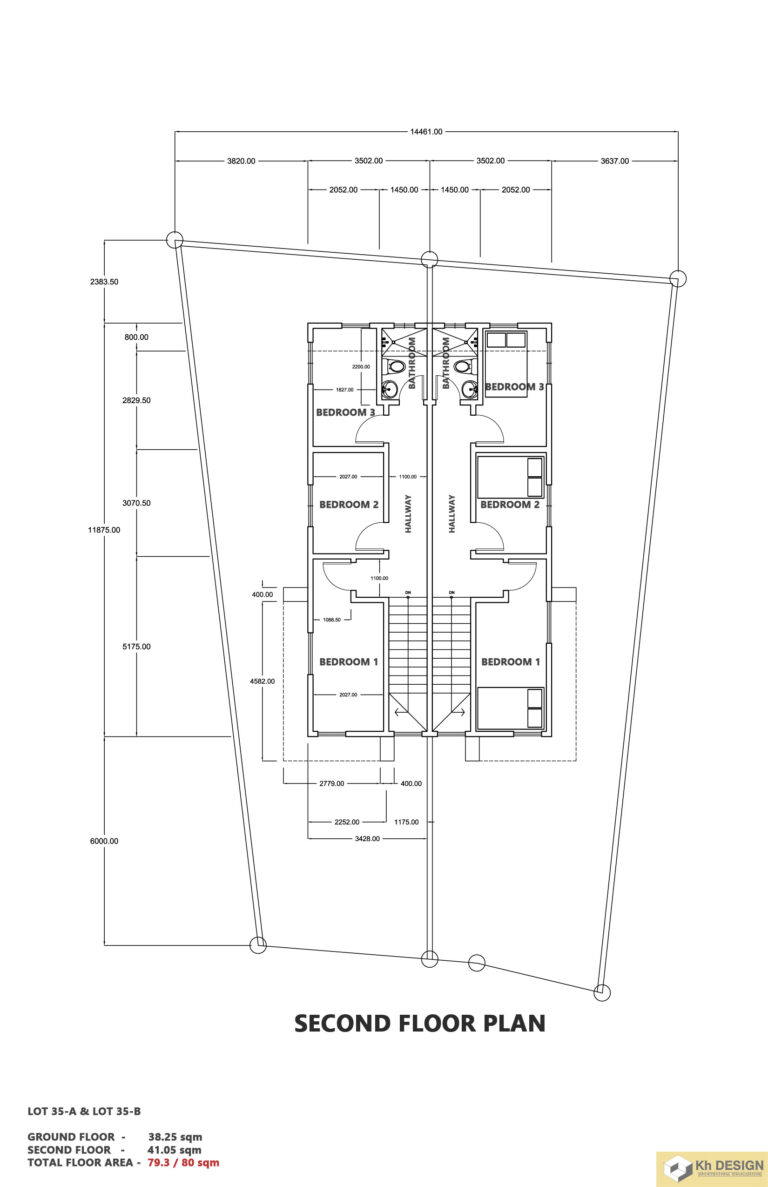 14461.00
3820.00 3502.00 3502.00 3637.00
2052.00 1450.00 1450.00 2052.00
2383.50
800.00
BATHROOM
BATHROOM
2200.00
1827.00
BEDROOM 3
BEDROOM 3
2829.50
2027.00
1100.00
BEDROOM 2
BEDROOM 2
HALLWAY
HALLWAY
3070.50
11875.00
1100.00
DN
DN
400.00
1088.50
5175.00
BEDROOM 1
BEDROOM 1
4582.00
2027.00
2779.00
400.00
2252.00
1175.00
3428.00
6000.00
SECOND FLOOR PLAN
LOT 35-A & LOT 35-B
GROUND FLOOR - 38.25 sqm
SECOND FLOOR - 41.05 sqm
TOTAL FLOOR AREA - 79.3 / 80 sqm
Kh DESIGN